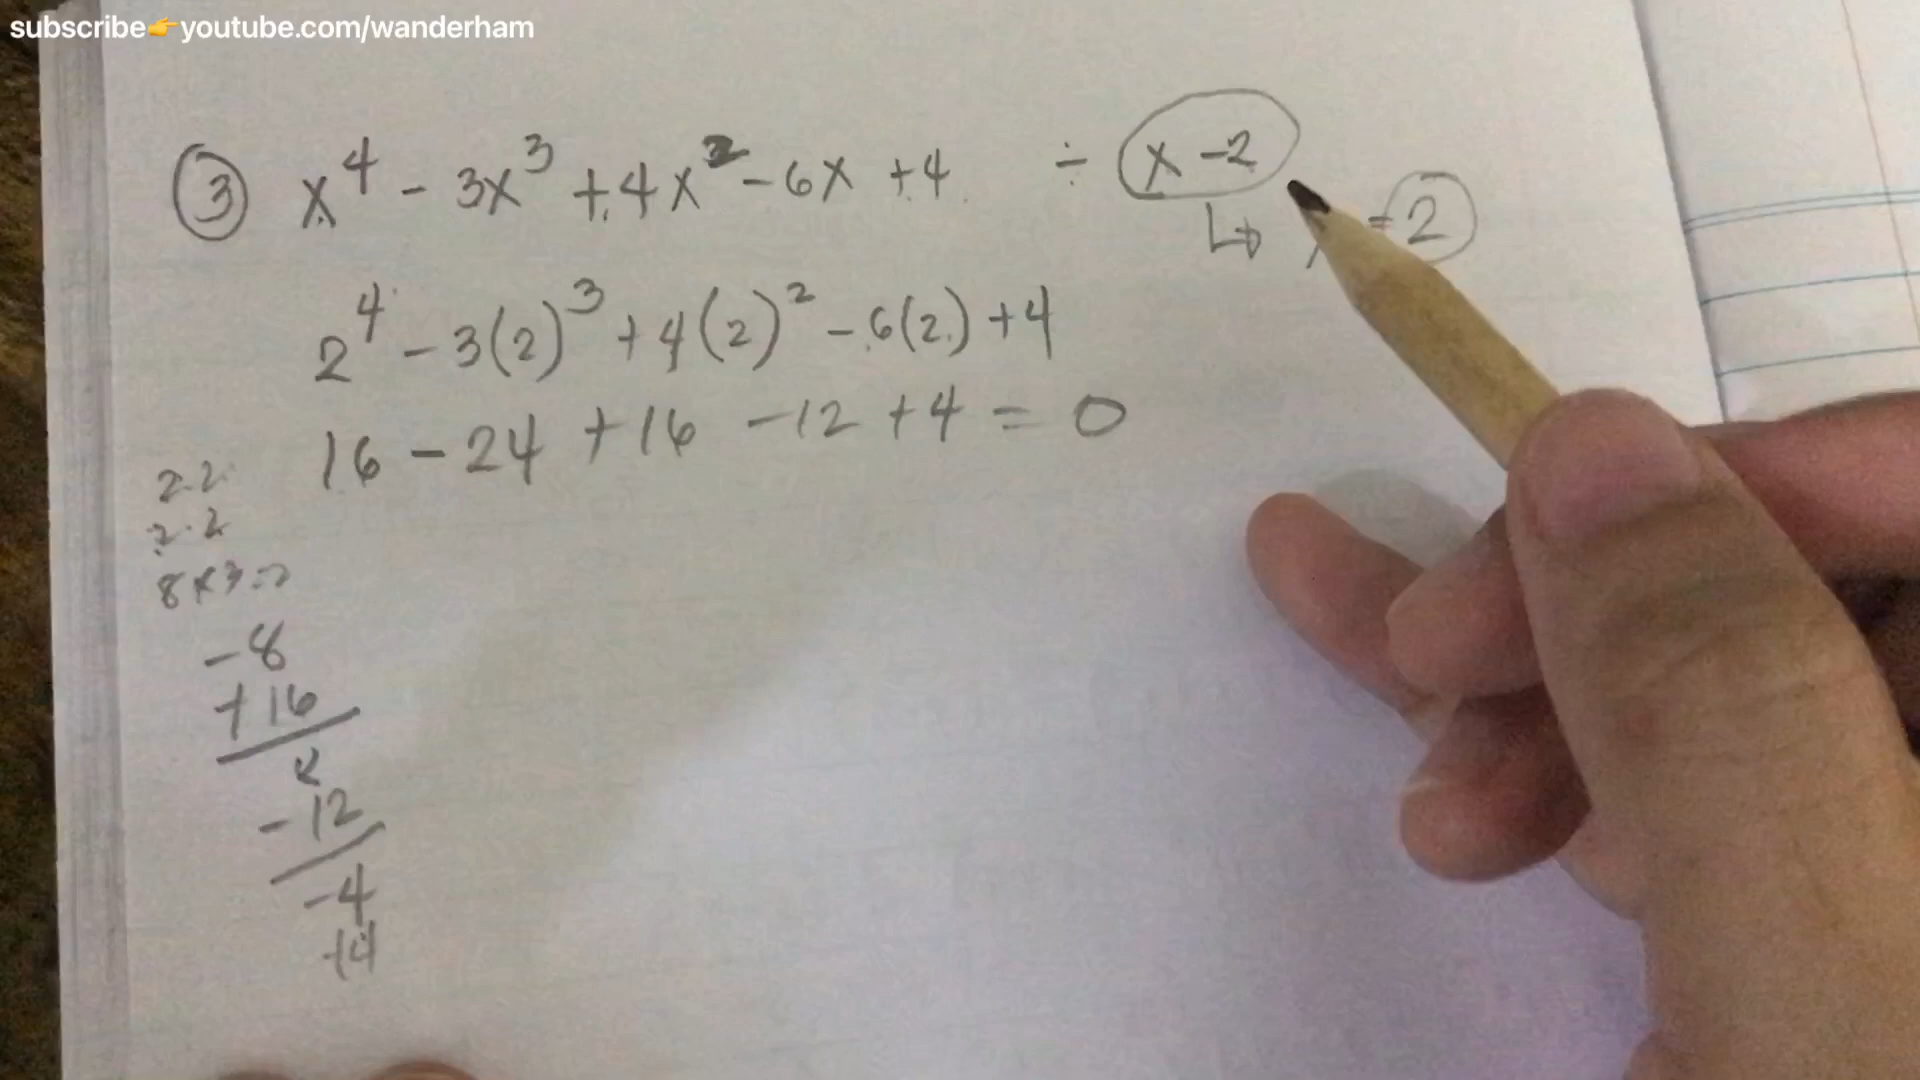 subscribe👉youtube.com/wanderham
③ x⁴ - 3x³ + 4x² - 6x + 4 ÷ x - 2
↳ = 2
2⁴ - 3(2)³ + 4(2)² - 6(2) + 4
16 - 24 + 16 - 12 + 4 = 0
2·2
2·2
8 x 3 =
-8
+16
-12
-4
+4